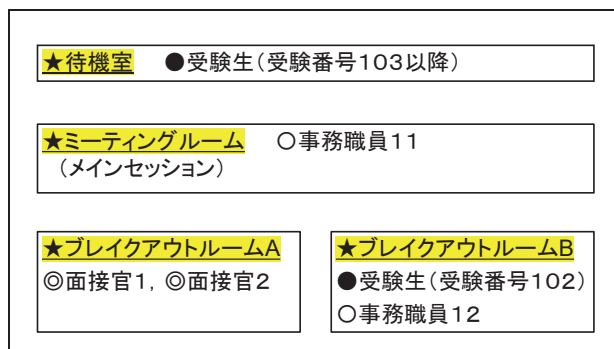 ★待機室　●受験生(受験番号103以降)
★ミーティングルーム　○事務職員11
(メインセッション)
★ブレイクアウトルームA
◎面接官1，◎面接官2
★ブレイクアウトルームB
●受験生(受験番号102)
○事務職員12